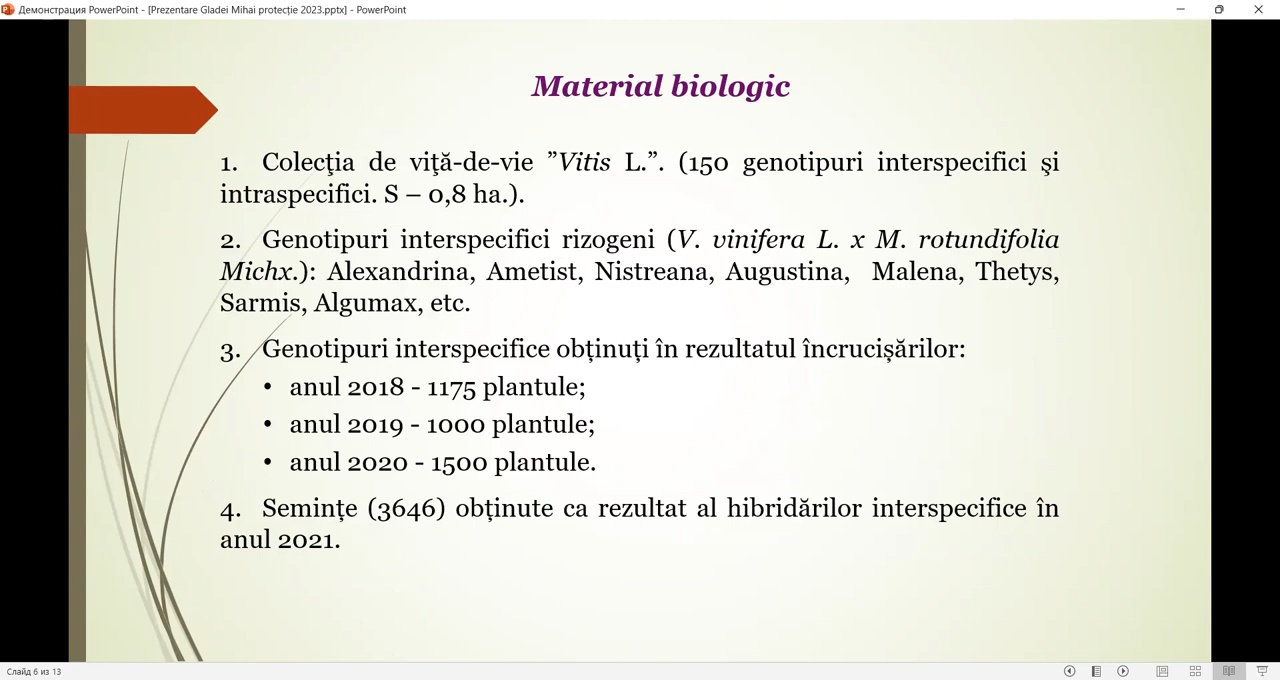 Демонстрация PowerPoint - [Prezentare Gladei Mihai protecție 2023.pptx] - PowerPoint
Material biologic
1. Colecţia de viţă-de-vie ”Vitis L.”. (150 genotipuri interspecifici şi
intraspecifici. S – 0,8 ha.).
2. Genotipuri interspecifici rizogeni (V. vinifera L. x M. rotundifolia
Michx.): Alexandrina, Ametist, Nistreana, Augustina, Malena, Thetys,
Sarmis, Algumax, etc.
3. Genotipuri interspecifice obținuți în rezultatul încrucișărilor:
• anul 2018 - 1175 plantule;
• anul 2019 - 1000 plantule;
• anul 2020 - 1500 plantule.
4. Semințe (3646) obținute ca rezultat al hibridărilor interspecifice în
anul 2021.
Слайд 6 из 13